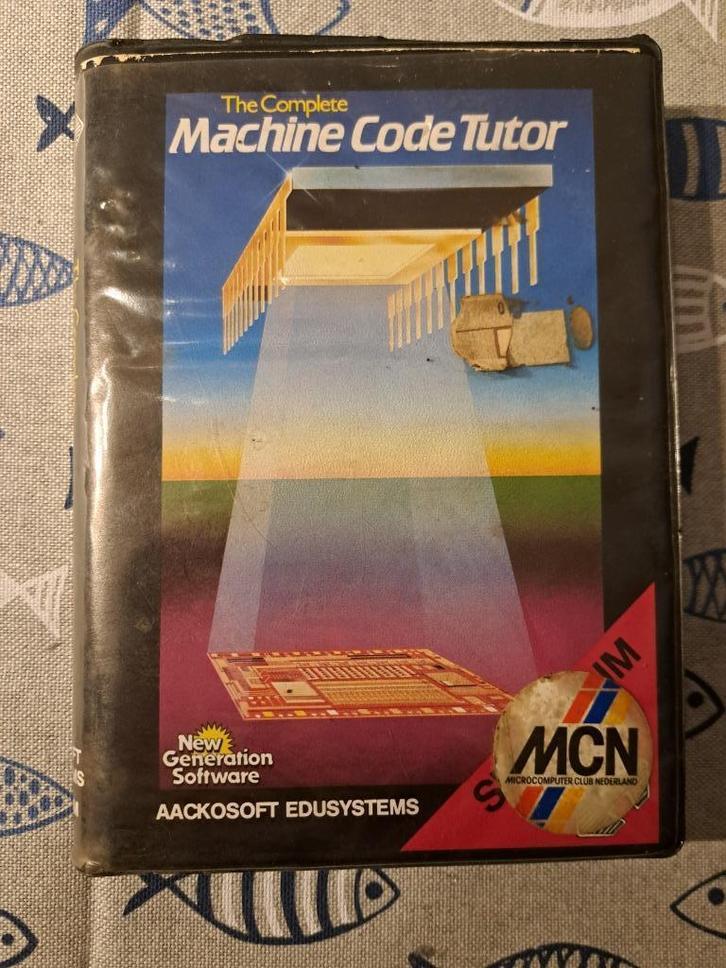 The Complete
Machine Code Tutor
New
Generation
Software
AACKOSOFT EDUSYSTEMS
MCN
MICROCOMPUTER CLUB NEDERLAND